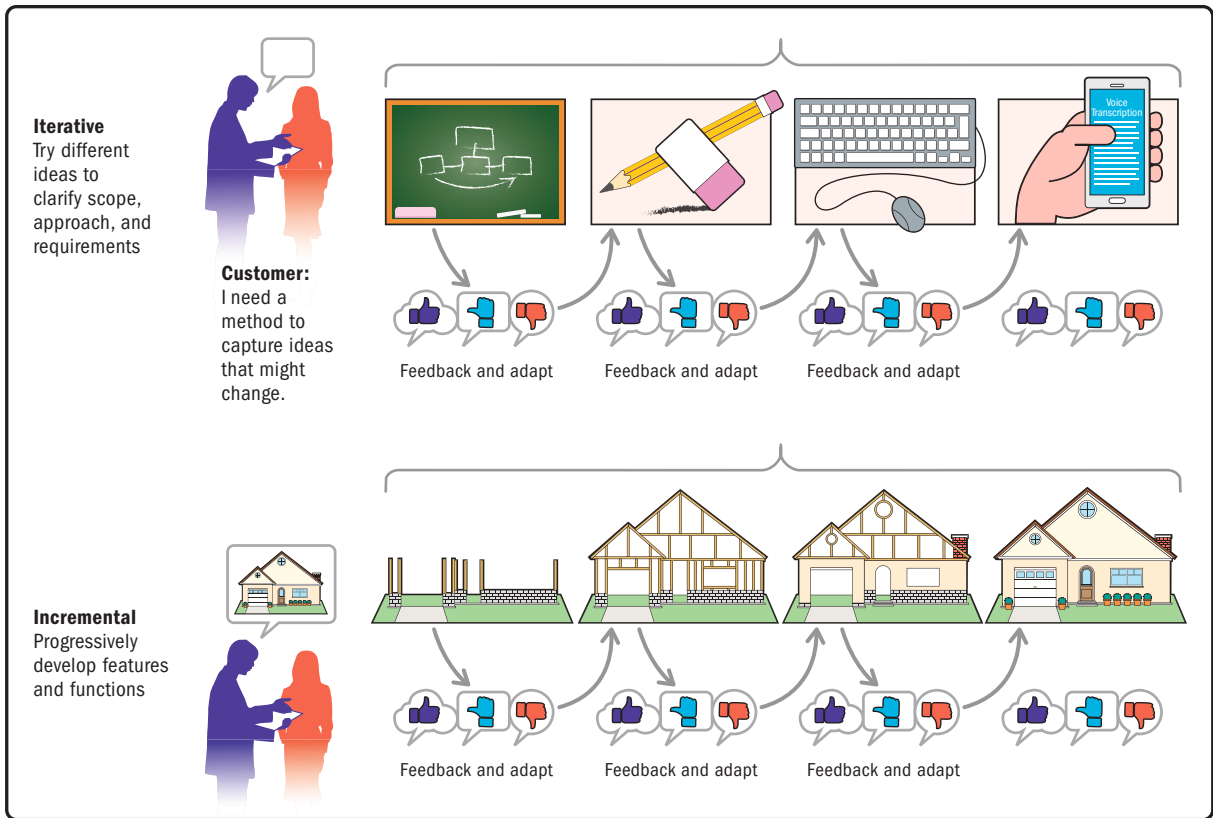 Iterative
Try different
ideas to
clarify scope,
approach, and
requirements
Customer:
I need a
method to
capture ideas
that might
change.
Voice
Transcription
Feedback and adapt
Feedback and adapt
Feedback and adapt
Incremental
Progressively
develop features
and functions
Feedback and adapt
Feedback and adapt
Feedback and adapt